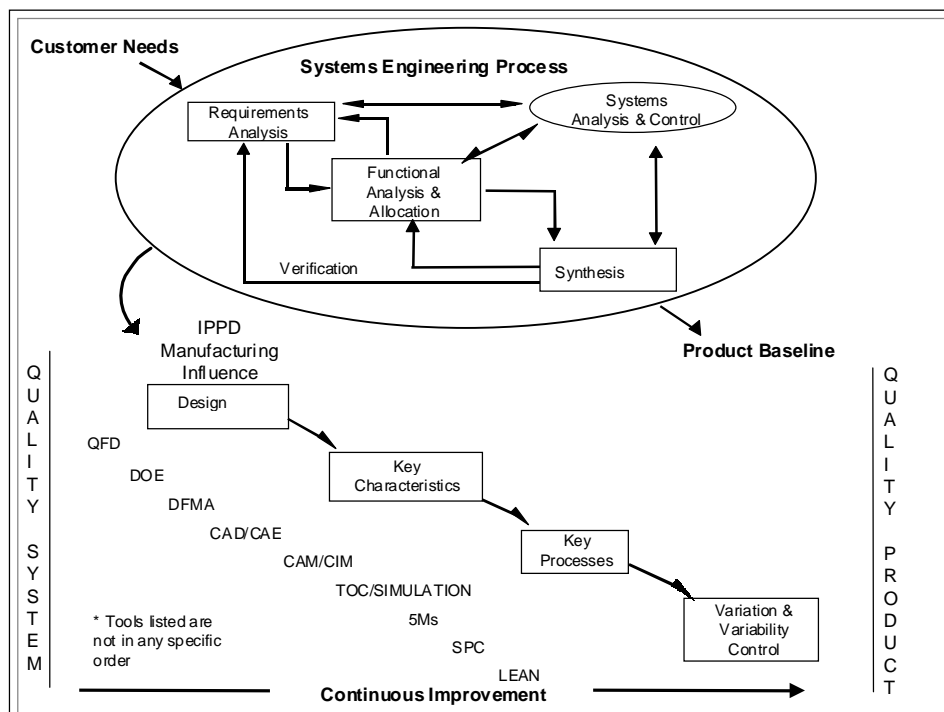 Customer Needs
Systems Engineering Process
Requirements
Analysis
Systems
Analysis & Control
Functional
Analysis &
Allocation
Verification
Synthesis
IPPD
Manufacturing
Influence
Product Baseline
QUALITY SYSTEM
Design
QFD
DOE
DFMA
CAD/CAE
CAM/CIM
TOC/SIMULATION
5Ms
SPC
LEAN
Key
Characteristics
Key
Processes
Variation &
Variability
Control
* Tools listed are
not in any specific
order
Continuous Improvement
QUALITY PRODUCT